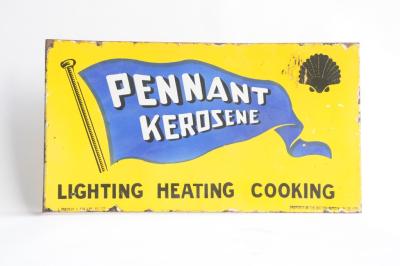 PENNANT
KEROSENE
LIGHTING HEATING COOKING